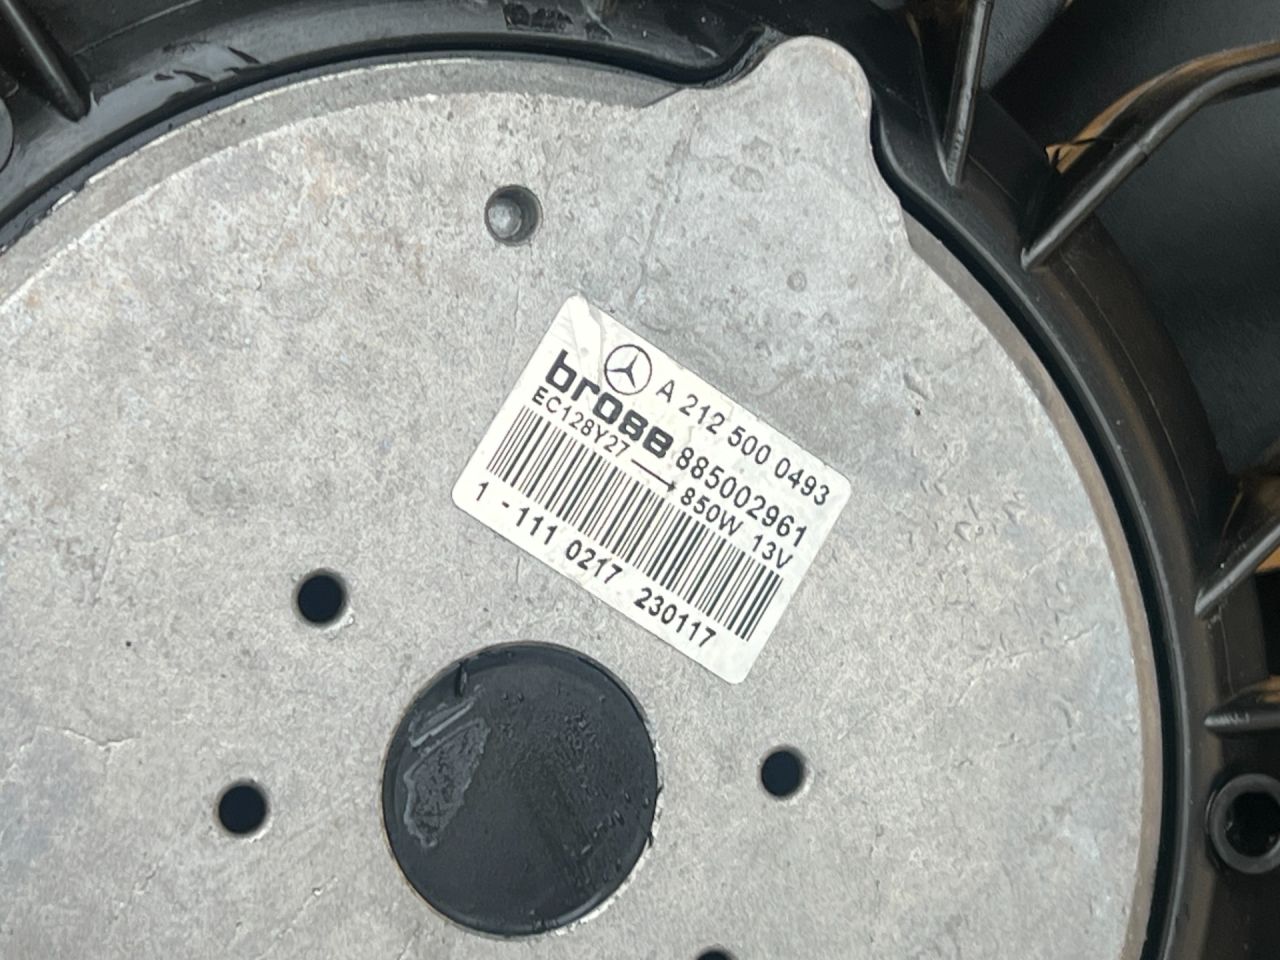 A 212 500 0493
brose 885002961
EC128Y27 — * 850W 13V
1 -111 0217 230117